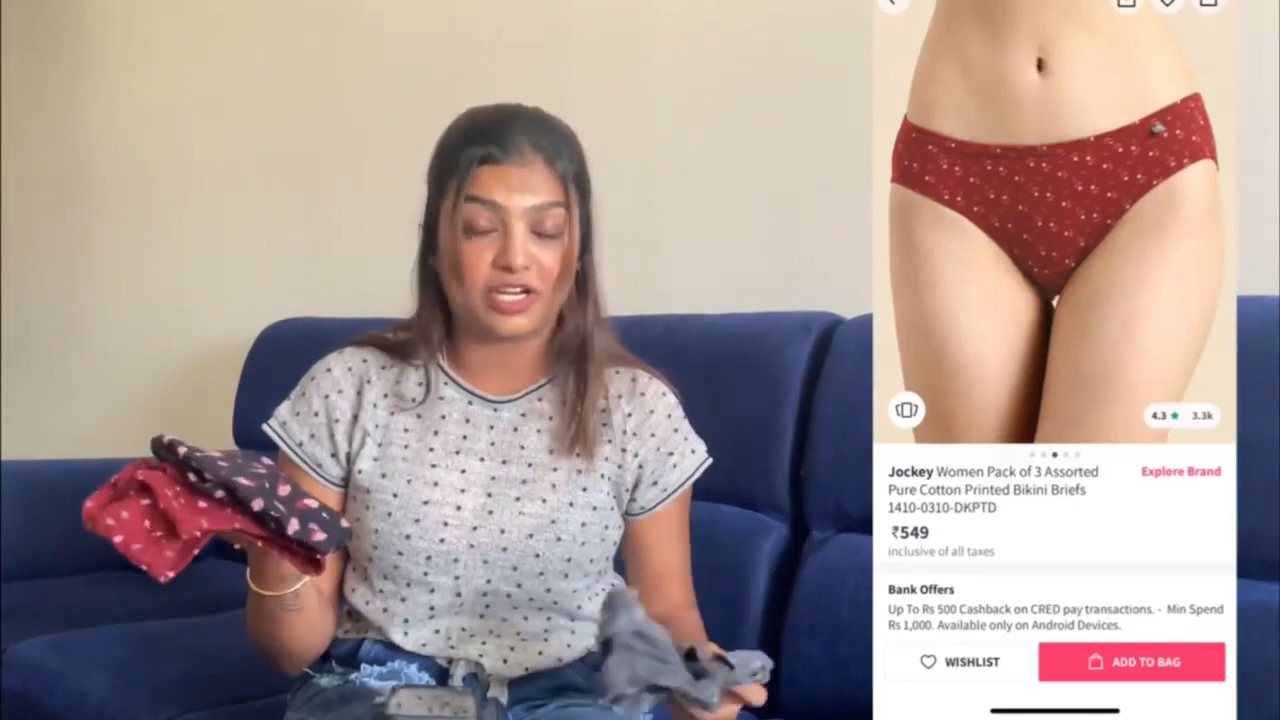 4.3 ★ 3.3k
Jockey Women Pack of 3 Assorted
Explore Brand
Pure Cotton Printed Bikini Briefs
1410-0310-DKPTD
₹549
inclusive of all taxes
Bank Offers
Up To Rs 500 Cashback on CRED pay transactions. - Min Spend
Rs 1,000. Available only on Android Devices.
WISHLIST
ADD TO BAG